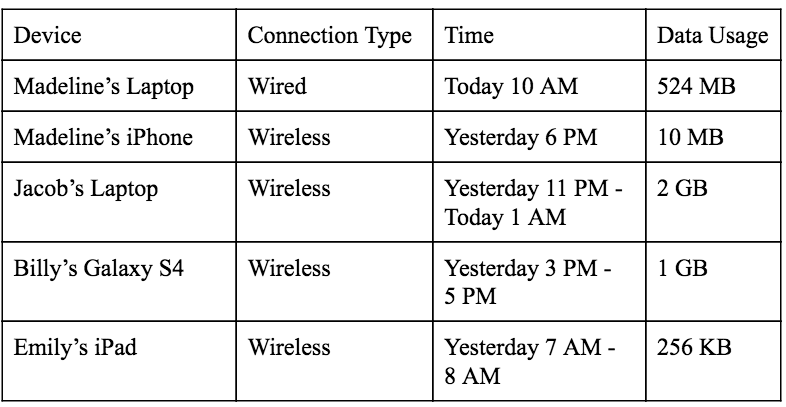 Device Connection Type Time Data Usage
Madeline’s Laptop Wired Today 10 AM 524 MB
Madeline’s iPhone Wireless Yesterday 6 PM 10 MB
Jacob’s Laptop Wireless Yesterday 11 PM - 2 GB
Today 1 AM
Billy’s Galaxy S4 Wireless Yesterday 3 PM - 1 GB
5 PM
Emily’s iPad Wireless Yesterday 7 AM - 256 KB
8 AM